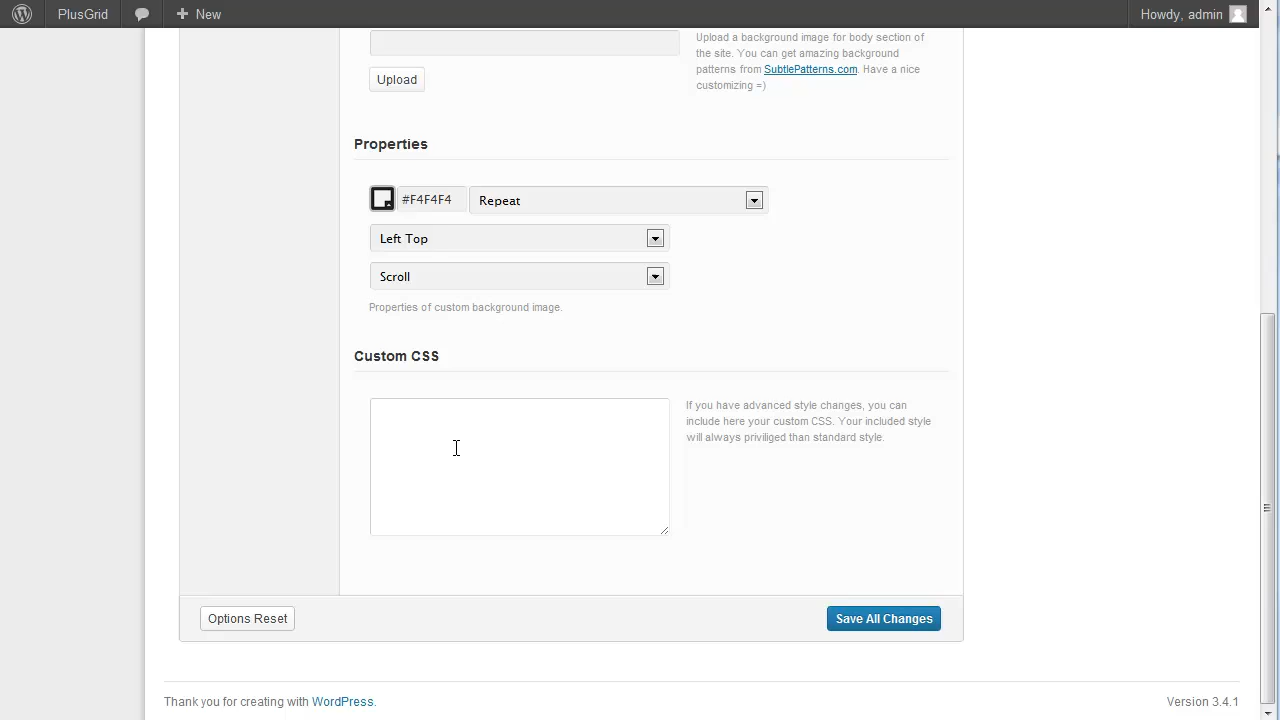 PlusGrid
New
Howdy, admin
Upload a background image for body section of
the site. You can get amazing background
patterns from SubtlePatterns.com. Have a nice
customizing =)
Upload
Properties
#F4F4F4
Repeat
Left Top
Scroll
Properties of custom background image.
Custom CSS
If you have advanced style changes, you can
include here your custom CSS. Your included style
will always priviliged than standard style.
Options Reset
Save All Changes
Thank you for creating with WordPress.
Version 3.4.1